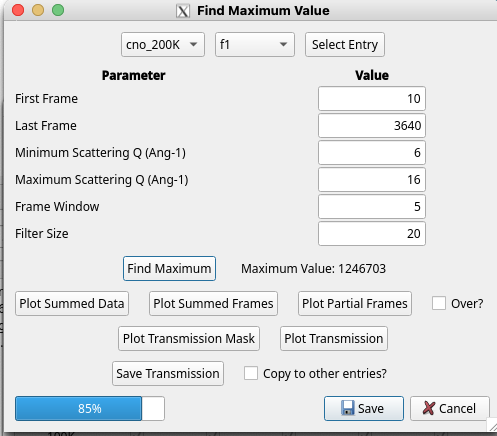 Find Maximum Value
cno_200K f1 Select Entry
Parameter Value
First Frame 10
Last Frame 3640
Minimum Scattering Q (Ang-1) 6
Maximum Scattering Q (Ang-1) 16
Frame Window 5
Filter Size 20
Find Maximum Maximum Value: 1246703
Plot Summed Data Plot Summed Frames Plot Partial Frames Over?
Plot Transmission Mask Plot Transmission
Save Transmission Copy to other entries?
85% Save Cancel